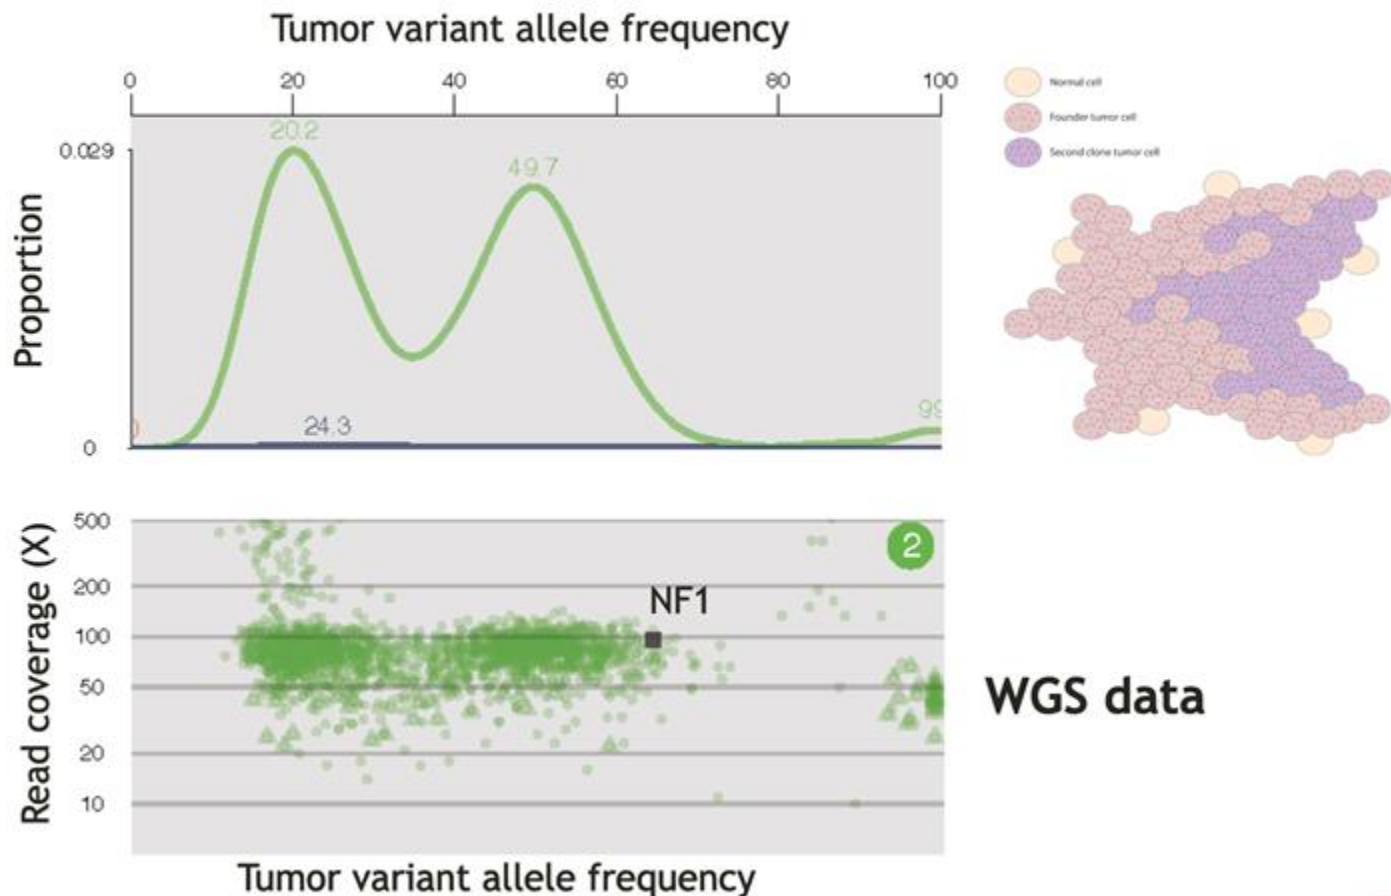 Tumor variant allele frequency
0 20 40 60 80 100
Normal cell
Founder tumor cell
Second clone tumor cell
20.2
0.029
49.7
Proportion
99
24.3
0
500
2
200
NF1
100
50
WGS data
20
10
Read coverage (X)
Tumor variant allele frequency